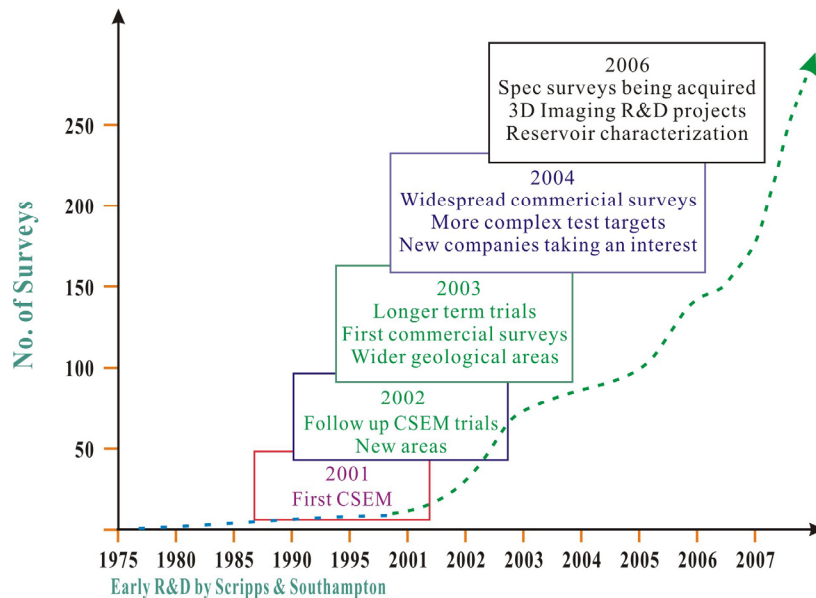 2006
Spec surveys being acquired
3D Imaging R&D projects
Reservoir characterization
2004
Widespread commericial surveys
More complex test targets
New companies taking an interest
2003
Longer term trials
First commercial surveys
Wider geological areas
2002
Follow up CSEM trials
New areas
2001
First CSEM
No. of Surveys
250
200
150
100
50
1975 1980 1985 1990 1995 2001 2002 2003 2004 2005 2006 2007
Early R&D by Scripps & Southampton